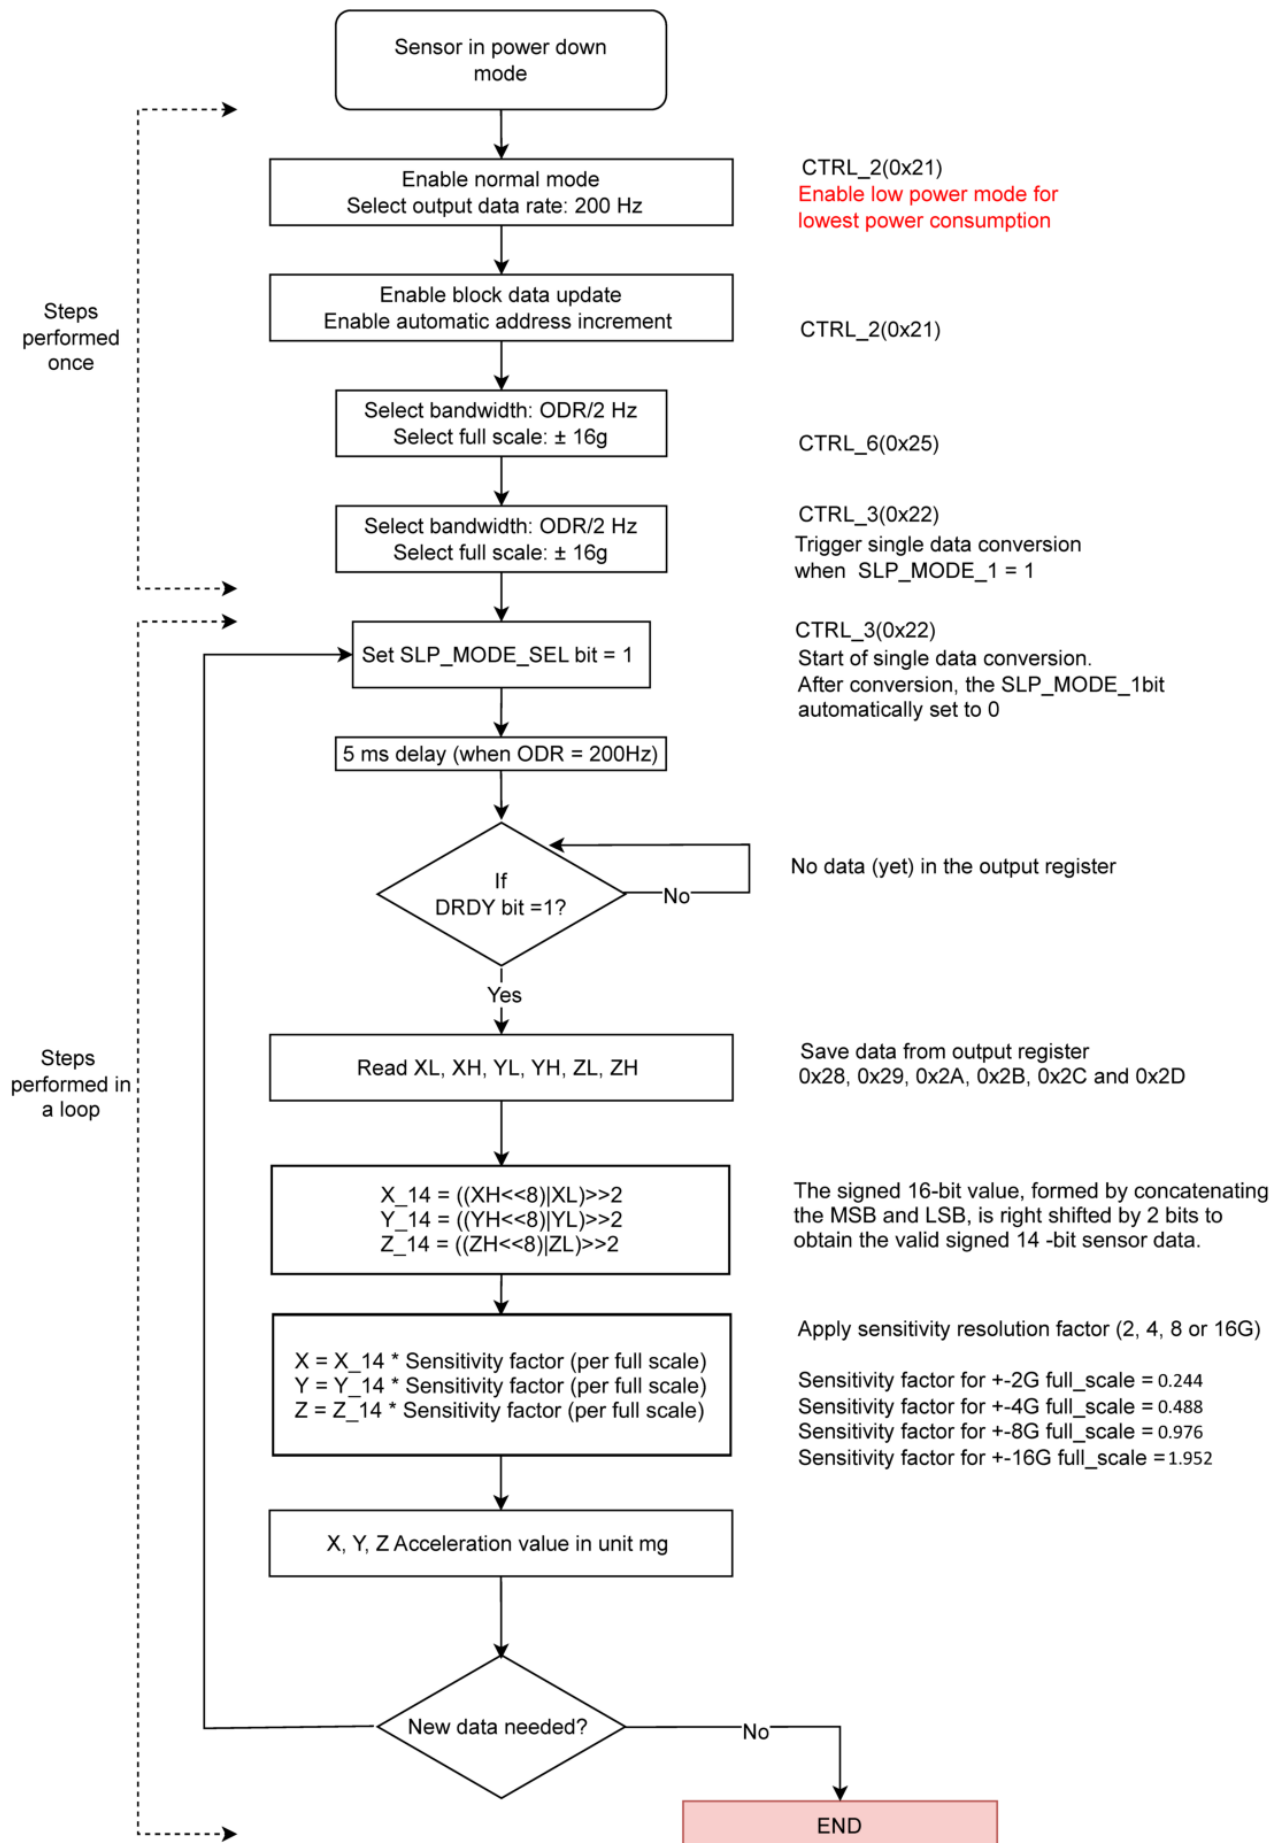 Sensor in power down
mode
Enable normal mode
Select output data rate: 200 Hz
CTRL_2(0x21)
Enable low power mode for
lowest power consumption
Steps
performed
once
Enable block data update
Enable automatic address increment
CTRL_2(0x21)
Select bandwidth: ODR/2 Hz
Select full scale: ± 16g
CTRL_6(0x25)
Select bandwidth: ODR/2 Hz
Select full scale: ± 16g
CTRL_3(0x22)
Trigger single data conversion
when SLP_MODE_1 = 1
Set SLP_MODE_SEL bit = 1
CTRL_3(0x22)
Start of single data conversion.
After conversion, the SLP_MODE_1bit
automatically set to 0
5 ms delay (when ODR = 200Hz)
If
DRDY bit =1?
No
No data (yet) in the output register
Yes
Steps
performed in
a loop
Read XL, XH, YL, YH, ZL, ZH
Save data from output register
0x28, 0x29, 0x2A, 0x2B, 0x2C and 0x2D
X_14 = ((XH<<8)|XL)>>2
Y_14 = ((YH<<8)|YL)>>2
Z_14 = ((ZH<<8)|ZL)>>2
The signed 16-bit value, formed by concatenating
the MSB and LSB, is right shifted by 2 bits to
obtain the valid signed 14 -bit sensor data.
X = X_14 * Sensitivity factor (per full scale)
Y = Y_14 * Sensitivity factor (per full scale)
Z = Z_14 * Sensitivity factor (per full scale)
Apply sensitivity resolution factor (2, 4, 8 or 16G)
Sensitivity factor for +-2G full_scale = 0.244
Sensitivity factor for +-4G full_scale = 0.488
Sensitivity factor for +-8G full_scale = 0.976
Sensitivity factor for +-16G full_scale = 1.952
X, Y, Z Acceleration value in unit mg
New data needed?
No
END